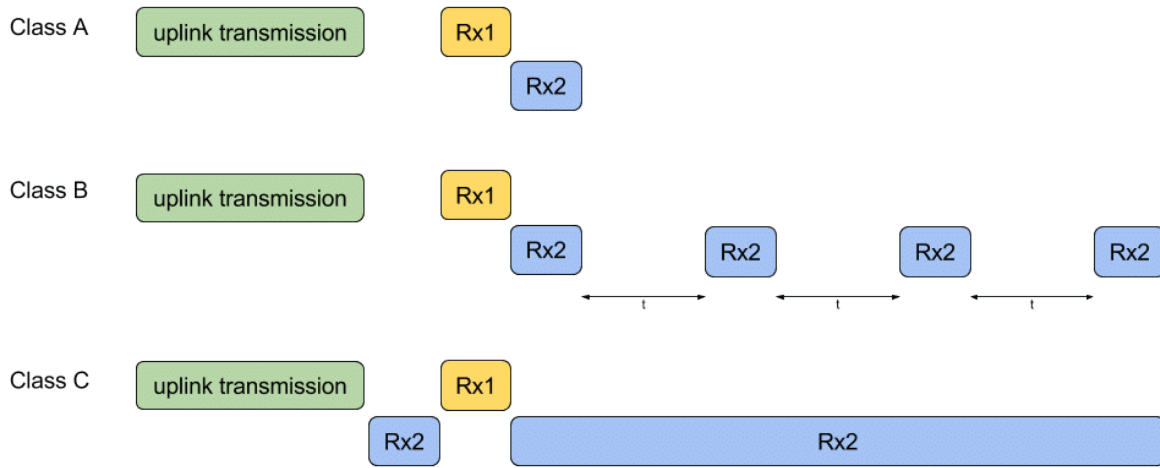 Class A
uplink transmission
Rx1
Rx2
Class B
uplink transmission
Rx1
Rx2
Rx2
Rx2
Rx2
t
t
t
Class C
uplink transmission
Rx1
Rx2
Rx2